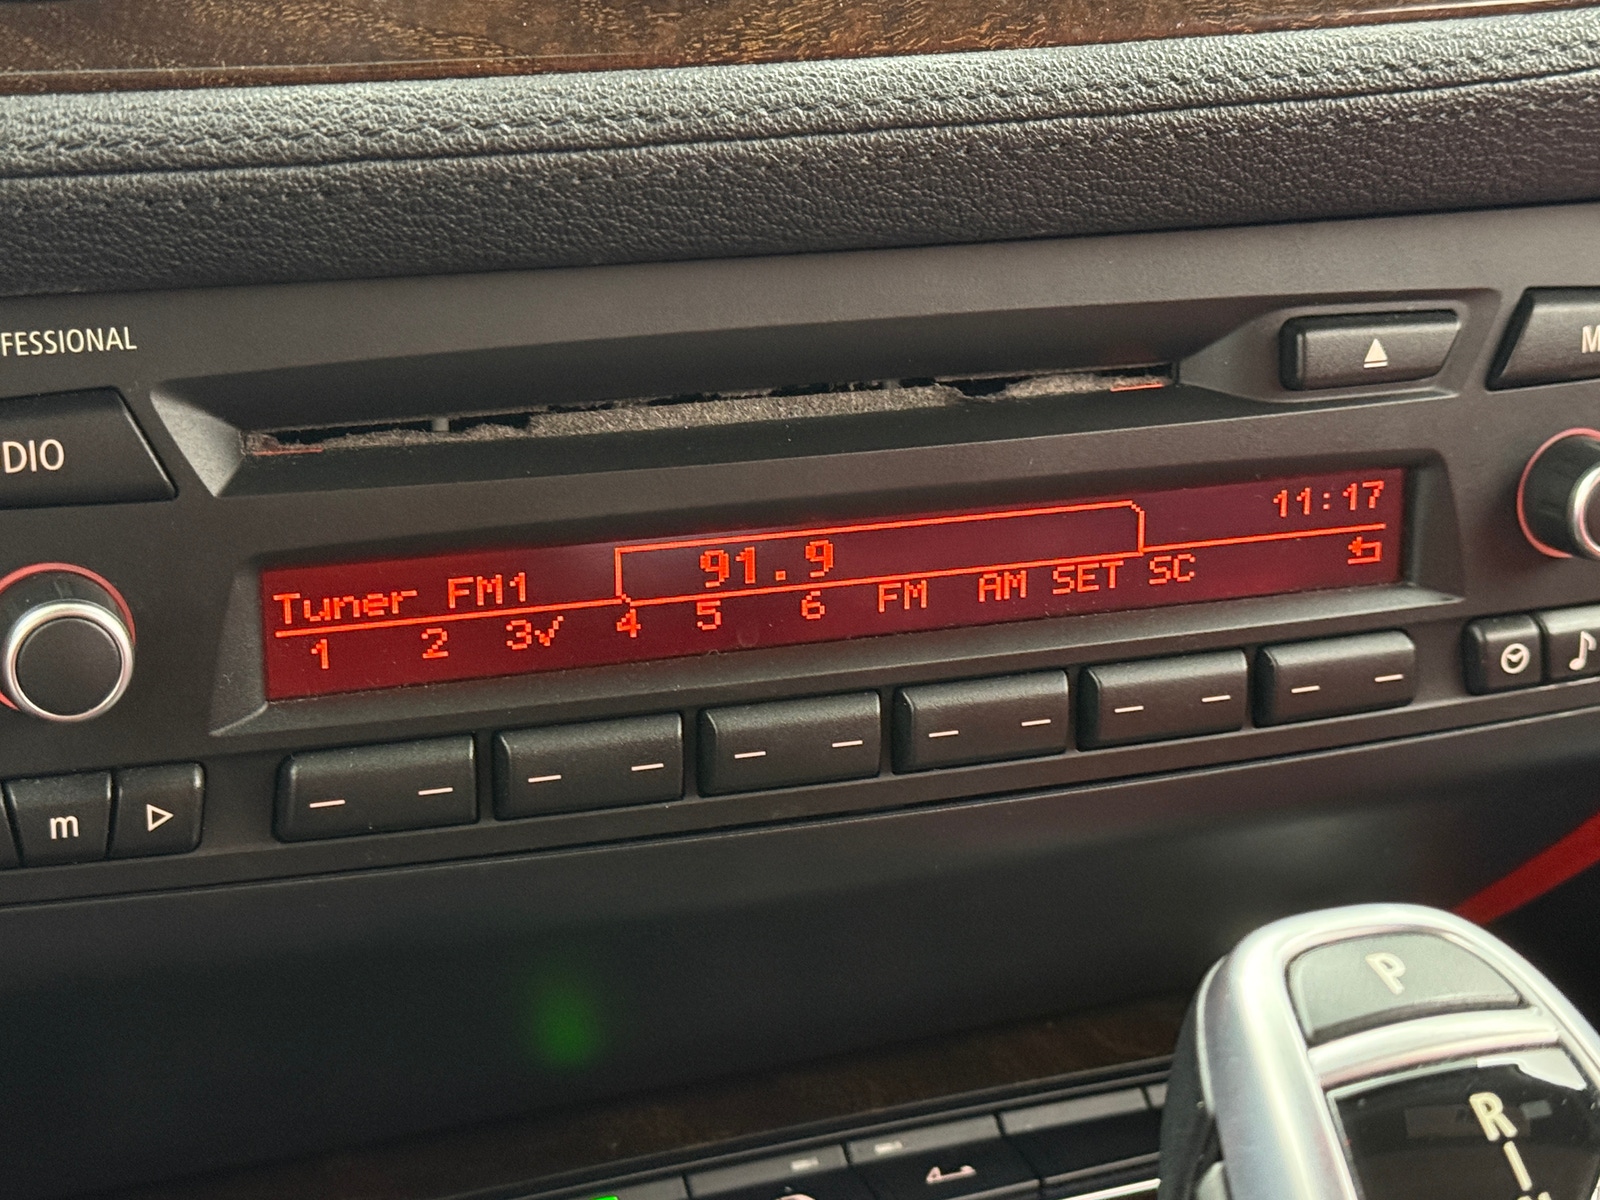 FESSIONAL
DIO
M
11:17
91.9
Tuner FM1
1 2 3✓ 4 5 6 FM AM SET SC
m
P
R